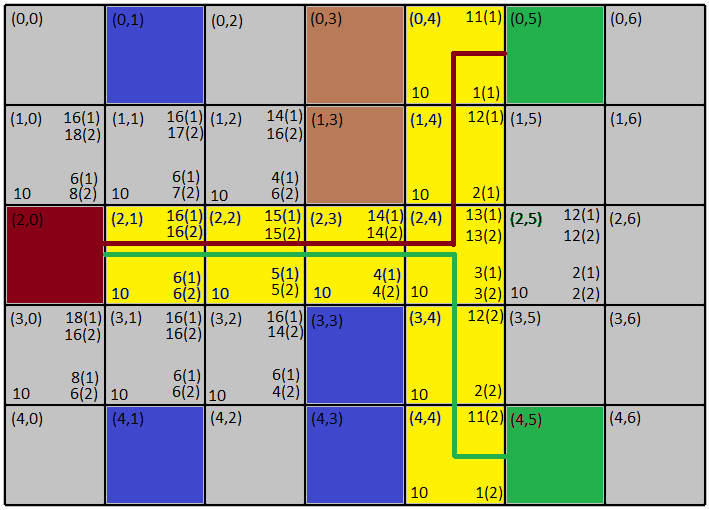 (0,0) (0,1) (0,2) (0,3) (0,4) 11(1) (0,5) (0,6)
10 1(1)
(1,0) 16(1) (1,1) 16(1) (1,2) 14(1) (1,3) (1,4) 12(1) (1,5) (1,6)
18(2) 17(2) 16(2)
6(1) 6(1) 4(1)
10 8(2) 10 7(2) 10 6(2) 10 2(1)
(2,0) (2,1) 16(1) (2,2) 15(1) (2,3) 14(1) (2,4) 13(1) (2,5) 12(1) (2,6)
16(2) 15(2) 14(2) 13(2) 12(2)
6(1) 5(1) 4(1) 3(1) 2(1)
10 6(2) 10 5(2) 10 4(2) 10 3(2) 10 2(2)
(3,0) 18(1) (3,1) 16(1) (3,2) 16(1) (3,3) (3,4) 12(2) (3,5) (3,6)
16(2) 16(2) 14(2)
8(1) 6(1) 6(1)
10 6(2) 10 6(2) 10 4(2) 10 2(2)
(4,0) (4,1) (4,2) (4,3) (4,4) 11(2) (4,5) (4,6)
10 1(2)